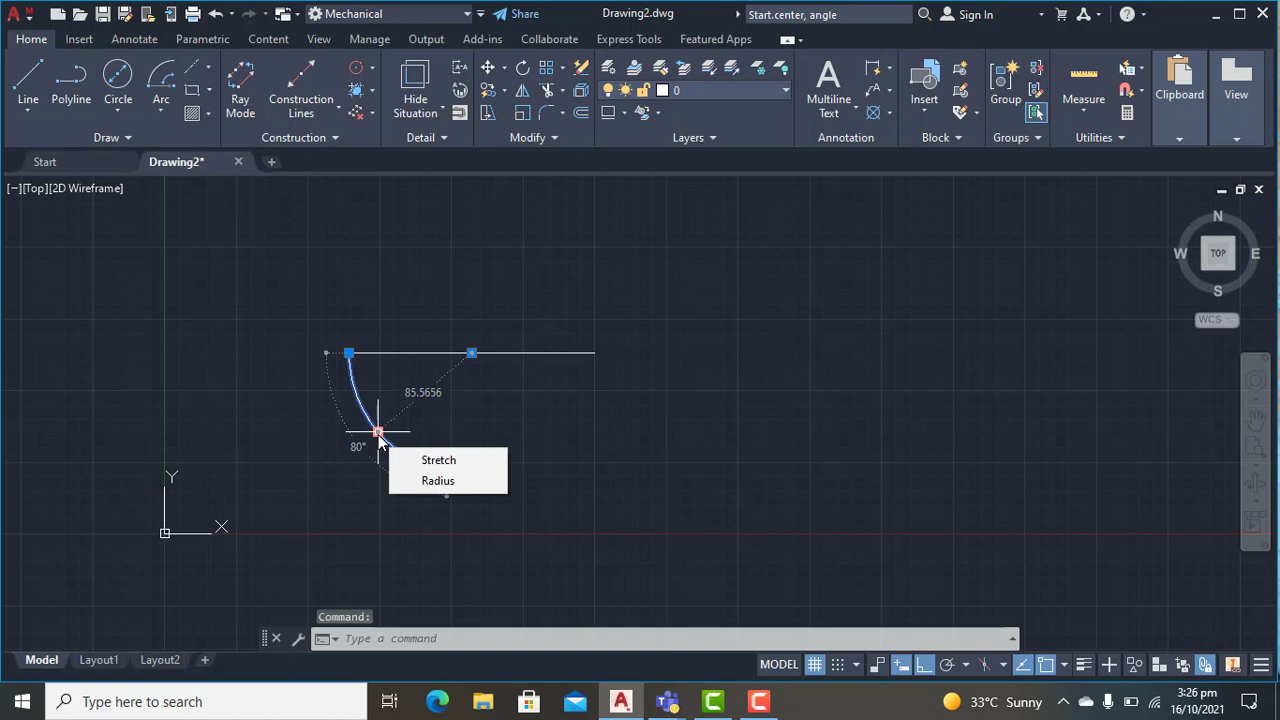 Mechanical
Share
Drawing2.dwg
Start.center, angle
Sign In
Home
Insert
Annotate
Parametric
Content
View
Manage
Output
Add-ins
Collaborate
Express Tools
Featured Apps
Line
Polyline
Circle
Arc
Ray
Mode
Construction
Lines
Hide
Situation
0
Multiline
Text
Insert
Group
Measure
Clipboard
View
Draw
Construction
Detail
Modify
Layers
Annotation
Block
Groups
Utilities
Start
Drawing2*
[−][Top][2D Wireframe]
N
W
TOP
E
S
WCS
85.5656
80°
Stretch
Radius
Y
X
Command:
Type a command
Model
Layout1
Layout2
MODEL
Type here to search
33°C Sunny
3:26 pm
16/10/2021